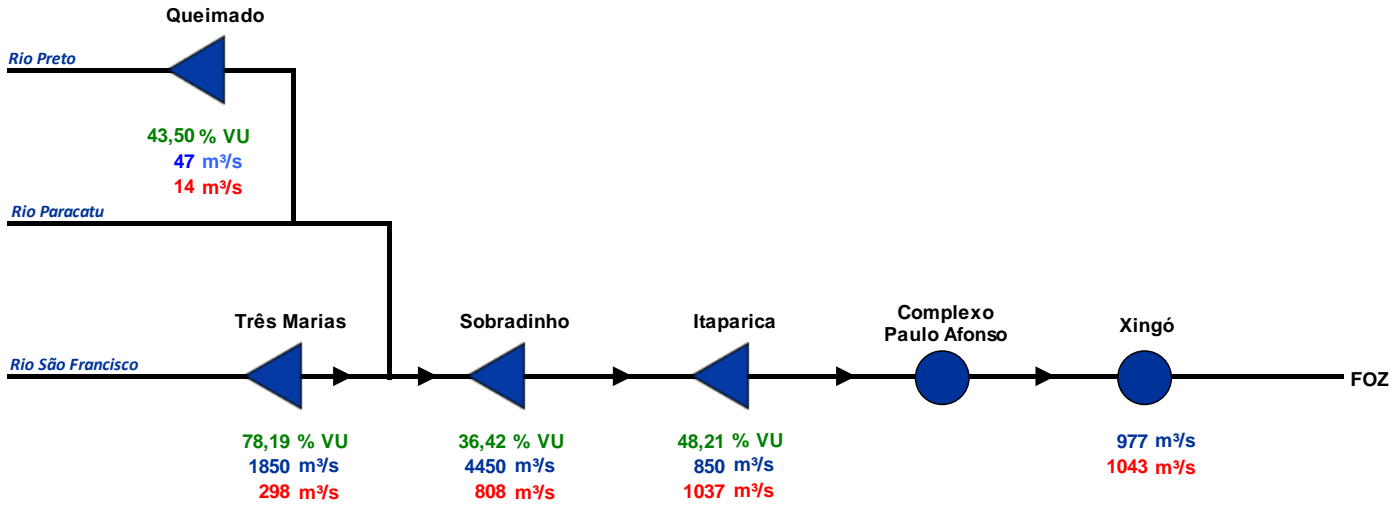 Queimado
Rio Preto
43,50 % VU
47 m³/s
14 m³/s
Rio Paracatu
Três Marias
Sobradinho
Itaparica
Complexo
Paulo Afonso
Xingó
Rio São Francisco
FOZ
78,19 % VU
1850 m³/s
298 m³/s
36,42 % VU
4450 m³/s
808 m³/s
48,21 % VU
850 m³/s
1037 m³/s
977 m³/s
1043 m³/s